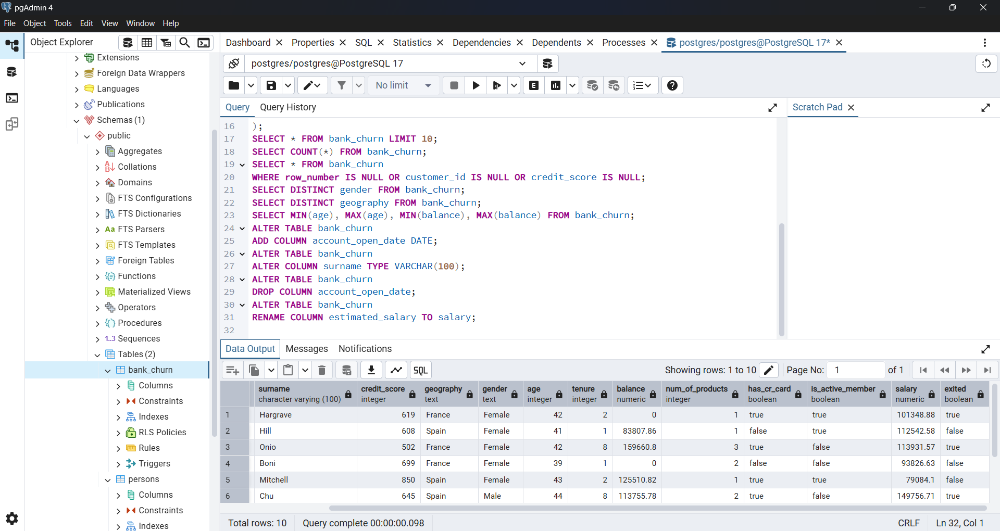 pgAdmin 4
File Object Tools Edit View Window Help
Object Explorer
Dashboard Properties SQL Statistics Dependencies Dependents Processes postgres/postgres@PostgreSQL 17*
Extensions
Foreign Data Wrappers
Languages
Publications
Schemas (1)
public
Aggregates
Collations
Domains
FTS Configurations
FTS Dictionaries
Aa FTS Parsers
FTS Templates
Foreign Tables
Functions
Materialized Views
Operators
Procedures
1..3 Sequences
Tables (2)
bank_churn
Columns
Constraints
Indexes
RLS Policies
Rules
Triggers
persons
Columns
Constraints
Indexes
postgres/postgres@PostgreSQL 17
No limit
E
Query Query History
Scratch Pad
16 );
17 SELECT * FROM bank_churn LIMIT 10;
18 SELECT COUNT(*) FROM bank_churn;
19 SELECT * FROM bank_churn
20 WHERE row_number IS NULL OR customer_id IS NULL OR credit_score IS NULL;
21 SELECT DISTINCT gender FROM bank_churn;
22 SELECT DISTINCT geography FROM bank_churn;
23 SELECT MIN(age), MAX(age), MIN(balance), MAX(balance) FROM bank_churn;
24 ALTER TABLE bank_churn
25 ADD COLUMN account_open_date DATE;
26 ALTER TABLE bank_churn
27 ALTER COLUMN surname TYPE VARCHAR(100);
28 ALTER TABLE bank_churn
29 DROP COLUMN account_open_date;
30 ALTER TABLE bank_churn
31 RENAME COLUMN estimated_salary TO salary;
32
Data Output Messages Notifications
SQL Showing rows: 1 to 10 Page No: 1 of 1
surname credit_score geography gender age tenure balance num_of_products has_cr_card is_active_member salary exited
character varying (100) integer text text integer integer numeric integer boolean boolean numeric boolean
1 Hargrave 619 France Female 42 2 0 1 true true 101348.88 true
2 Hill 608 Spain Female 41 1 83807.86 1 false true 112542.58 false
3 Onio 502 France Female 42 8 159660.8 3 true false 113931.57 true
4 Boni 699 France Female 39 1 0 2 false false 93826.63 false
5 Mitchell 850 Spain Female 43 2 125510.82 1 true true 79084.1 false
6 Chu 645 Spain Male 44 8 113755.78 2 true false 149756.71 true
Total rows: 10 Query complete 00:00:00.098 CRLF Ln 32, Col 1